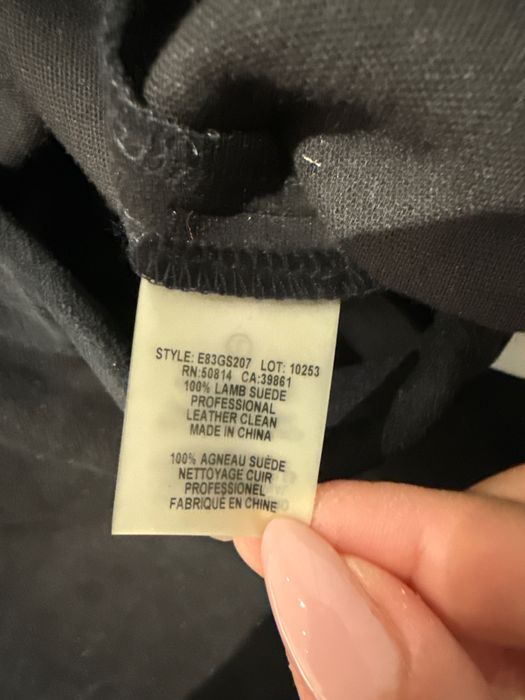 STYLE: E83GS207 LOT: 10253
RN:50814 CA:39861
100% LAMB SUEDE
PROFESSIONAL
LEATHER CLEAN
MADE IN CHINA
100% AGNEAU SUÈDE
NETTOYAGE CUIR
PROFESSIONEL
FABRIQUÉ EN CHINE